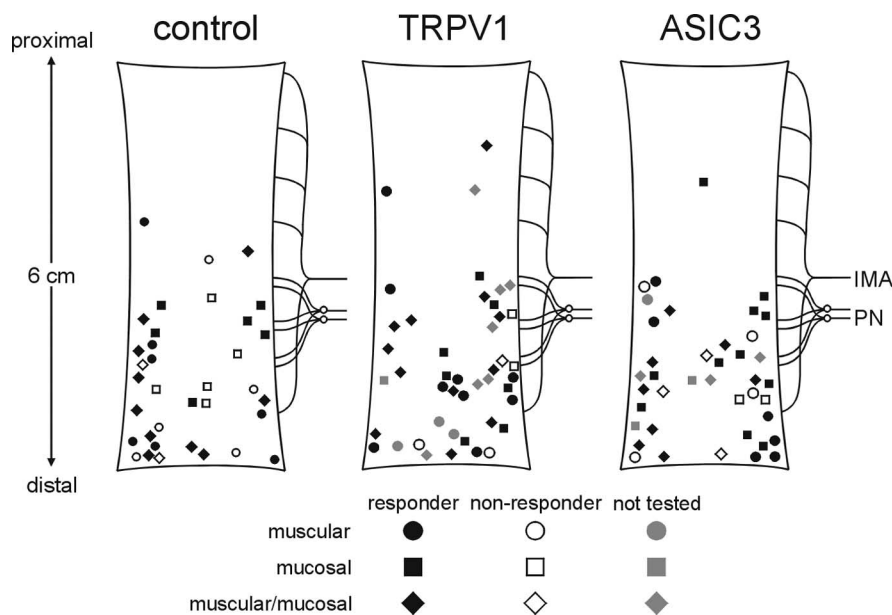 control TRPV1 ASIC3
proximal
6 cm
IMA
PN
distal
responder non-responder not tested
muscular
mucosal
muscular/mucosal